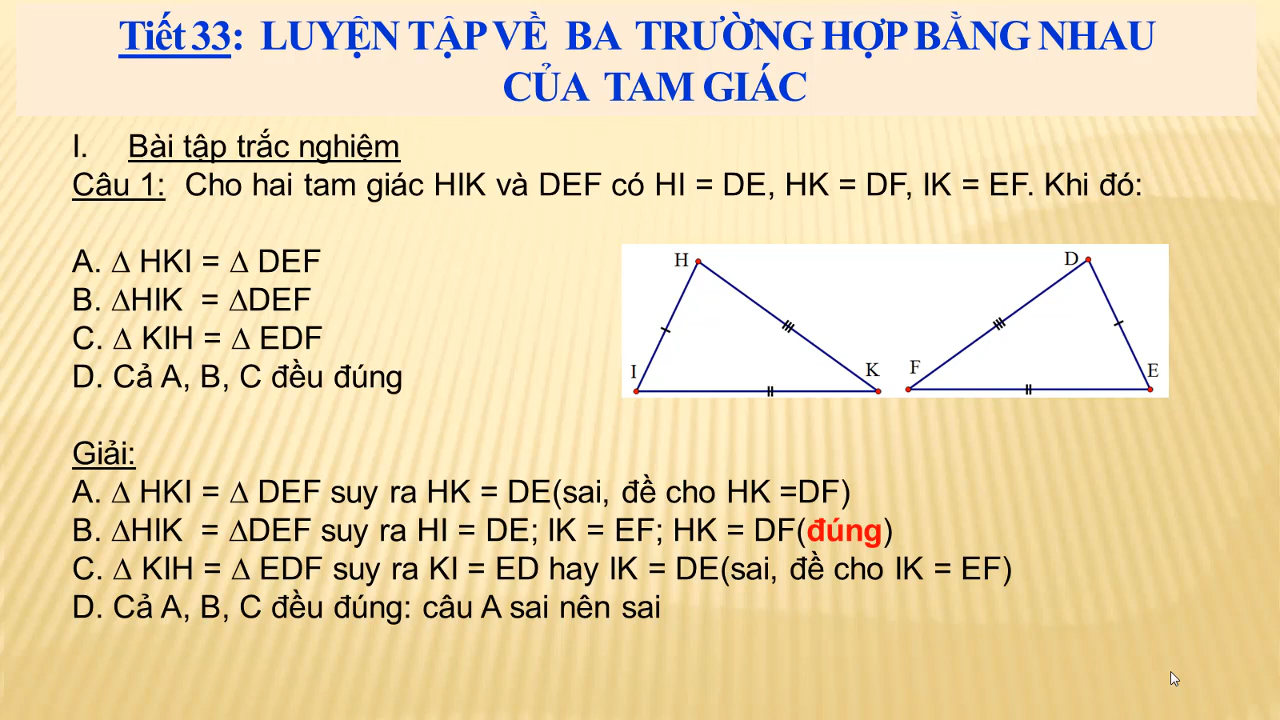 Tiết 33: LUYỆN TẬP VỀ BA TRƯỜNG HỢP BẰNG NHAU
CỦA TAM GIÁC
I. Bài tập trắc nghiệm
Câu 1: Cho hai tam giác HIK và DEF có HI = DE, HK = DF, IK = EF. Khi đó:
A. ∆ HKI = ∆ DEF
B. ∆HIK = ∆DEF
C. ∆ KIH = ∆ EDF
D. Cả A, B, C đều đúng
H D
I K F E
Giải:
A. ∆ HKI = ∆ DEF suy ra HK = DE(sai, đề cho HK =DF)
B. ∆HIK = ∆DEF suy ra HI = DE; IK = EF; HK = DF(đúng)
C. ∆ KIH = ∆ EDF suy ra KI = ED hay IK = DE(sai, đề cho IK = EF)
D. Cả A, B, C đều đúng: câu A sai nên sai